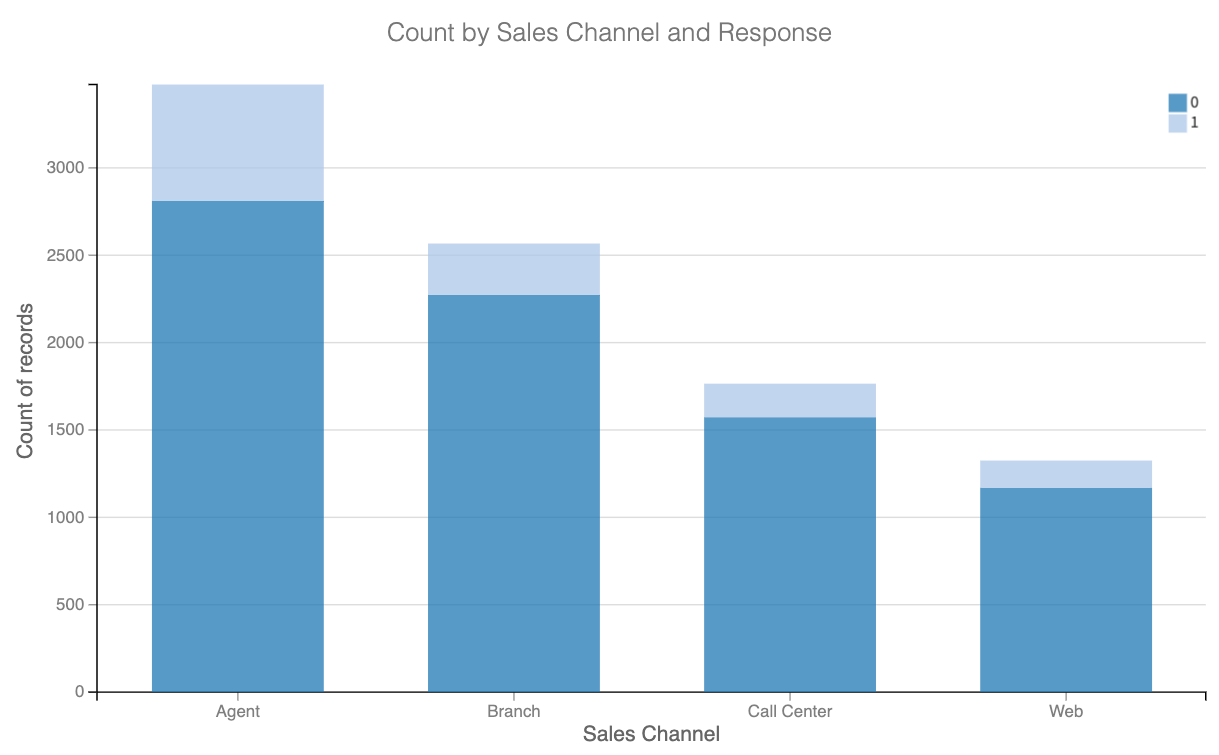 Count by Sales Channel and Response
0
1
3000
2500
2000
1500
1000
500
0
Count of records
Agent Branch Call Center Web
Sales Channel